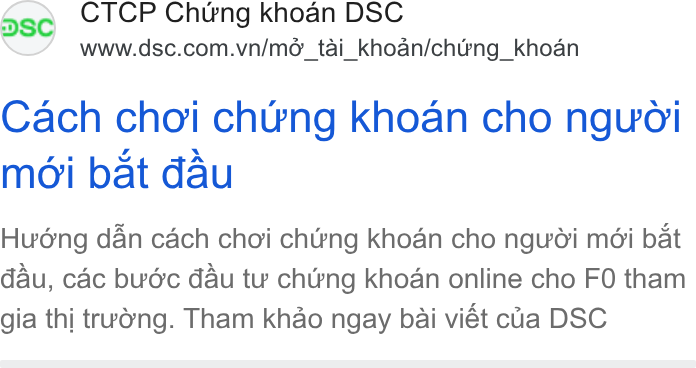 DSC
CTCP Chứng khoán DSC
www.dsc.com.vn/mở_tài_khoản/chứng_khoán
Cách chơi chứng khoán cho người
mới bắt đầu
Hướng dẫn cách chơi chứng khoán cho người mới bắt
đầu, các bước đầu tư chứng khoán online cho F0 tham
gia thị trường. Tham khảo ngay bài viết của DSC